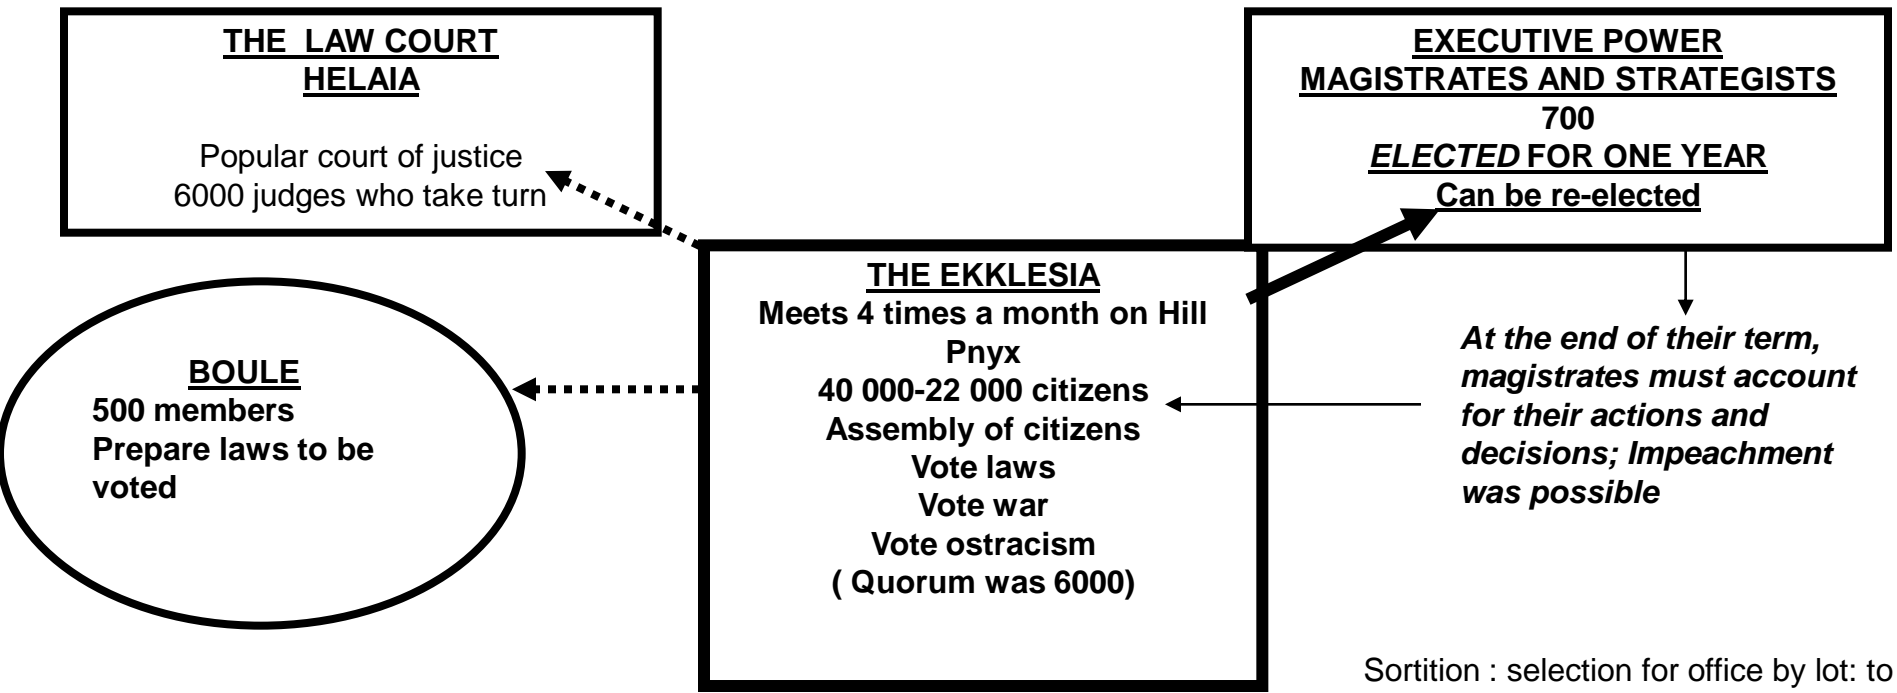 THE LAW COURT
HELAIA
Popular court of justice
6000 judges who take turn
EXECUTIVE POWER
MAGISTRATES AND STRATEGISTS
700
ELECTED FOR ONE YEAR
Can be re-elected
BOULE
500 members
Prepare laws to be
voted
THE EKKLESIA
Meets 4 times a month on Hill
Pnyx
40 000-22 000 citizens
Assembly of citizens
Vote laws
Vote war
Vote ostracism
( Quorum was 6000)
At the end of their term,
magistrates must account
for their actions and
decisions; Impeachment
was possible
Sortition : selection for office by lot: to